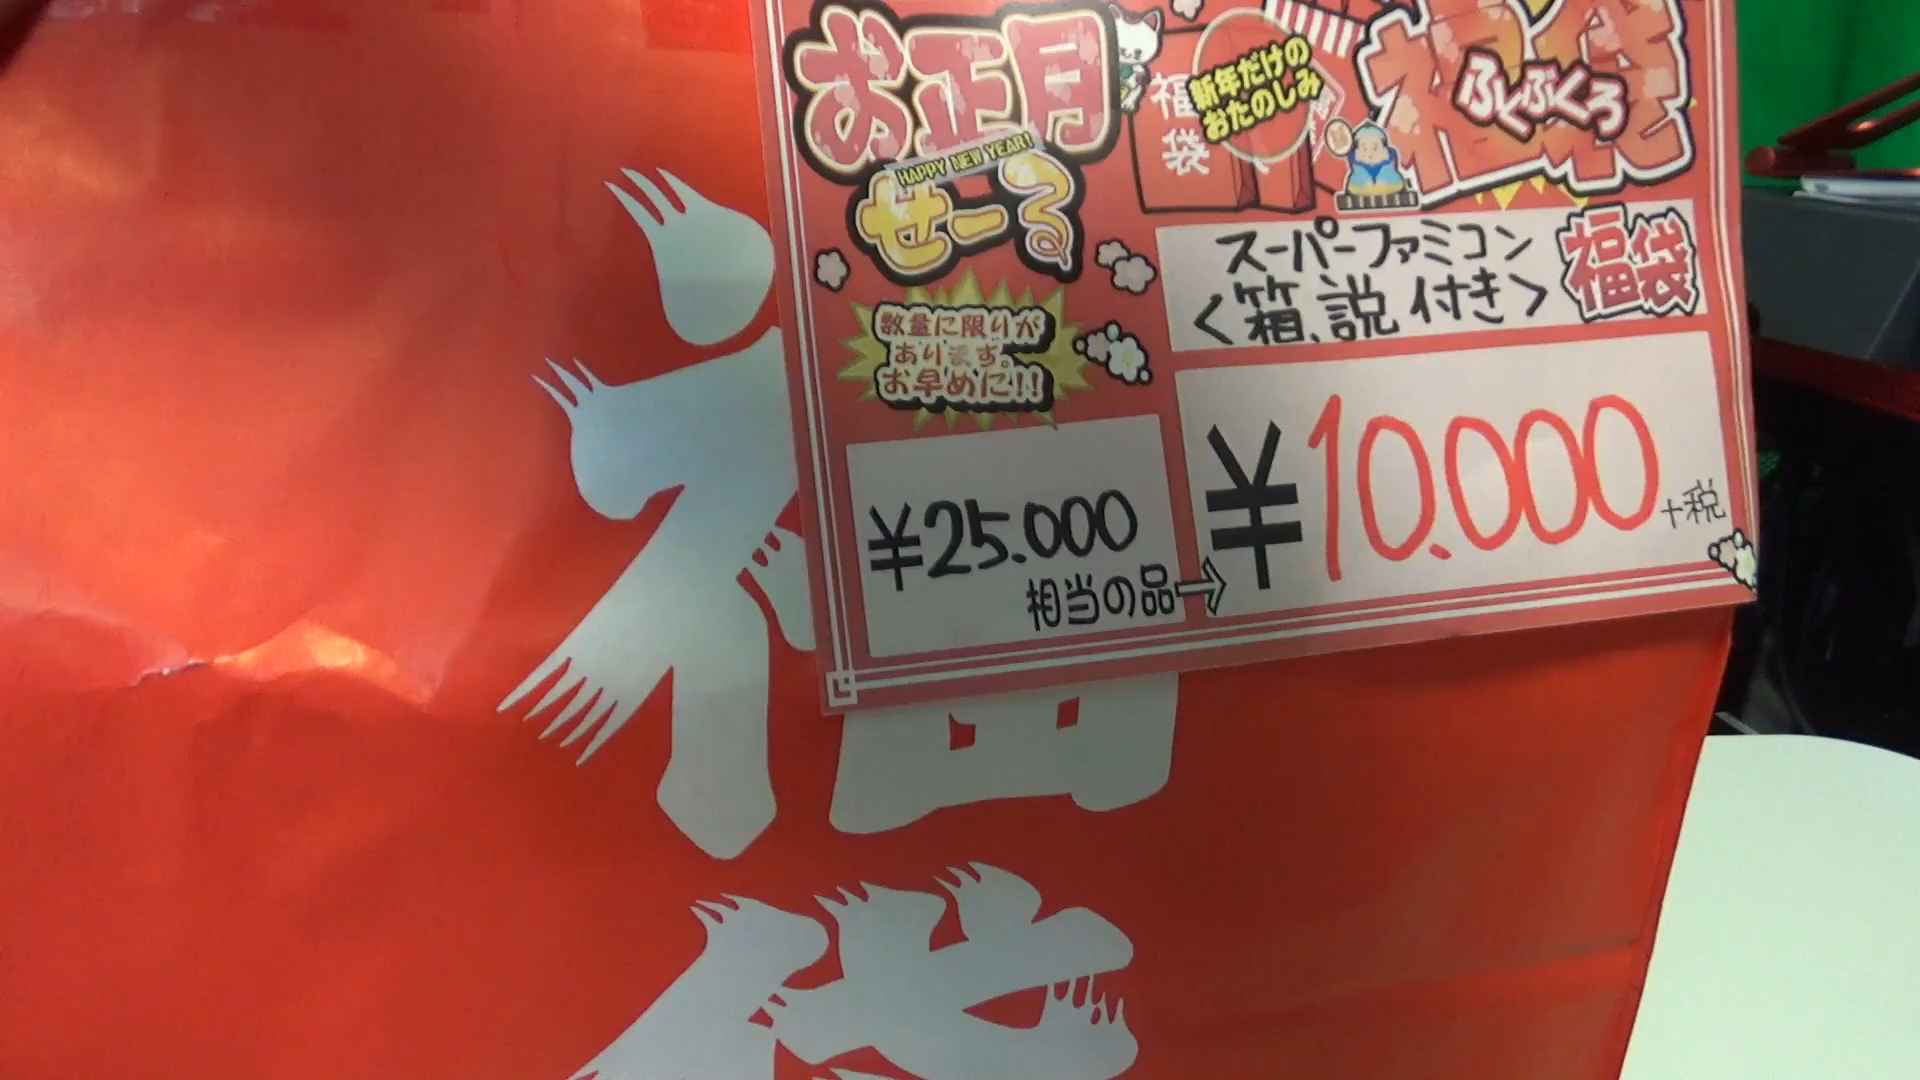 お正月
HAPPY NEW YEAR!
せーる
福袋
新年だけの
おたのしみ
福袋
ふくぶくろ
数量に限りが
あります。
お早めに!!
スーパーファミコン
<箱、説付き>
福袋
¥25.000
相当の品→
¥10.000
+税
福
袋